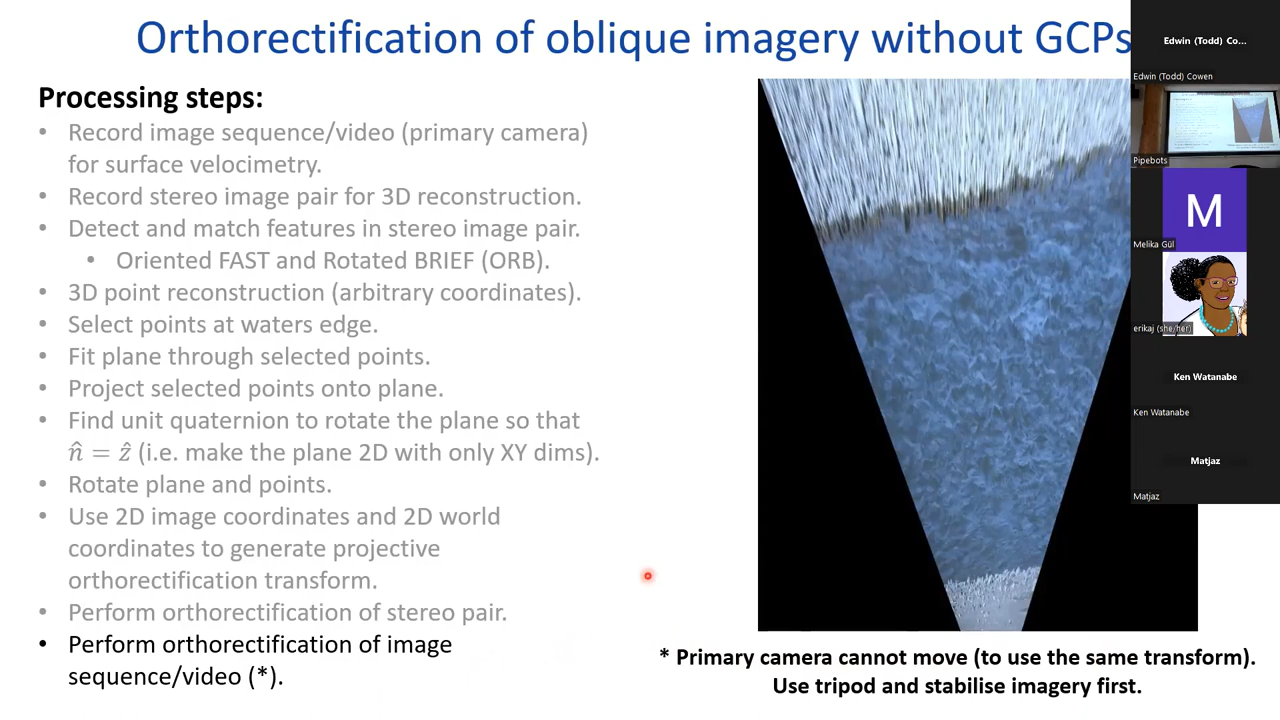 Orthorectification of oblique imagery without GCPs
Processing steps:
• Record image sequence/video (primary camera)
for surface velocimetry.
• Record stereo image pair for 3D reconstruction.
• Detect and match features in stereo image pair.
• Oriented FAST and Rotated BRIEF (ORB).
• 3D point reconstruction (arbitrary coordinates).
• Select points at waters edge.
• Fit plane through selected points.
• Project selected points onto plane.
• Find unit quaternion to rotate the plane so that
n̂ = ẑ (i.e. make the plane 2D with only XY dims).
• Rotate plane and points.
• Use 2D image coordinates and 2D world
coordinates to generate projective
orthorectification transform.
• Perform orthorectification of stereo pair.
• Perform orthorectification of image
sequence/video (*).
* Primary camera cannot move (to use the same transform).
Use tripod and stabilise imagery first.
Edwin (Todd) Co...
Edwin (Todd) Cowen
Pipebots
M
Melika Gül
erikaj (she/her)
Ken Watanabe
Ken Watanabe
Matjaz
Matjaz